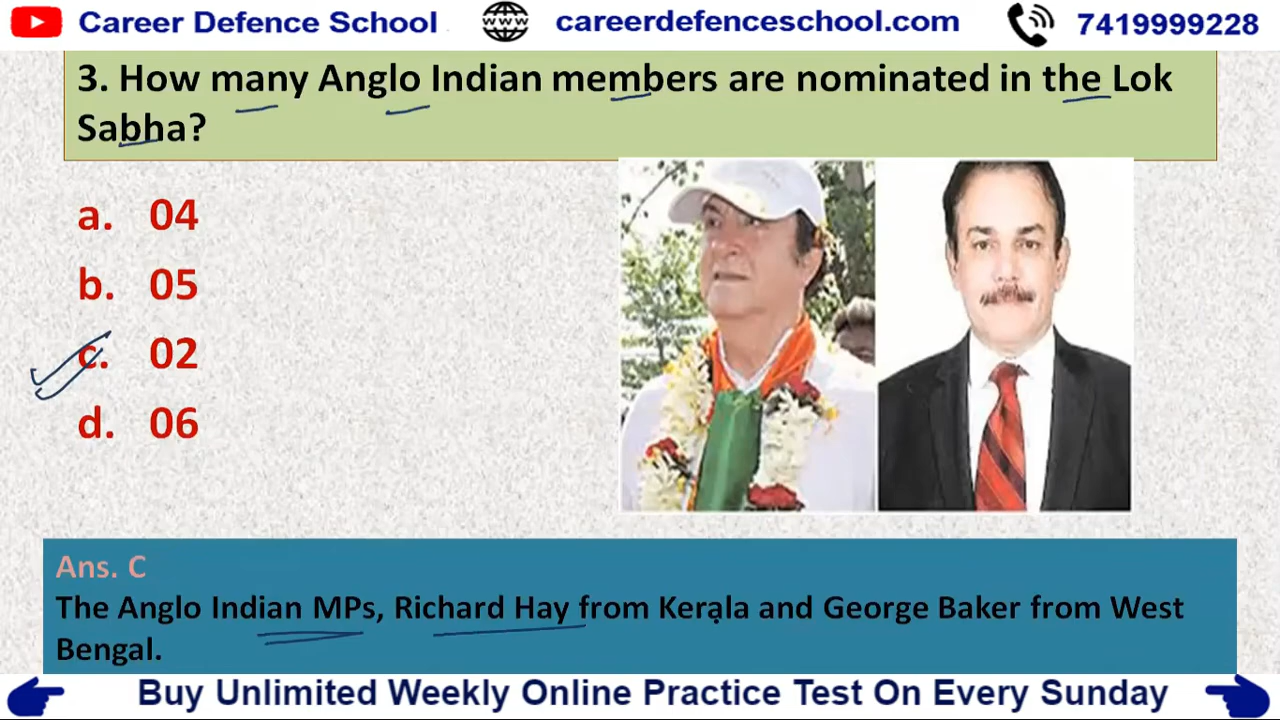 Career Defence School
www
careerdefenceschool.com
7419999228
3. How many Anglo Indian members are nominated in the Lok
Sabha?
a. 04
b. 05
c. 02
d. 06
Ans. C
The Anglo Indian MPs, Richard Hay from Kerala and George Baker from West
Bengal.
Buy Unlimited Weekly Online Practice Test On Every Sunday